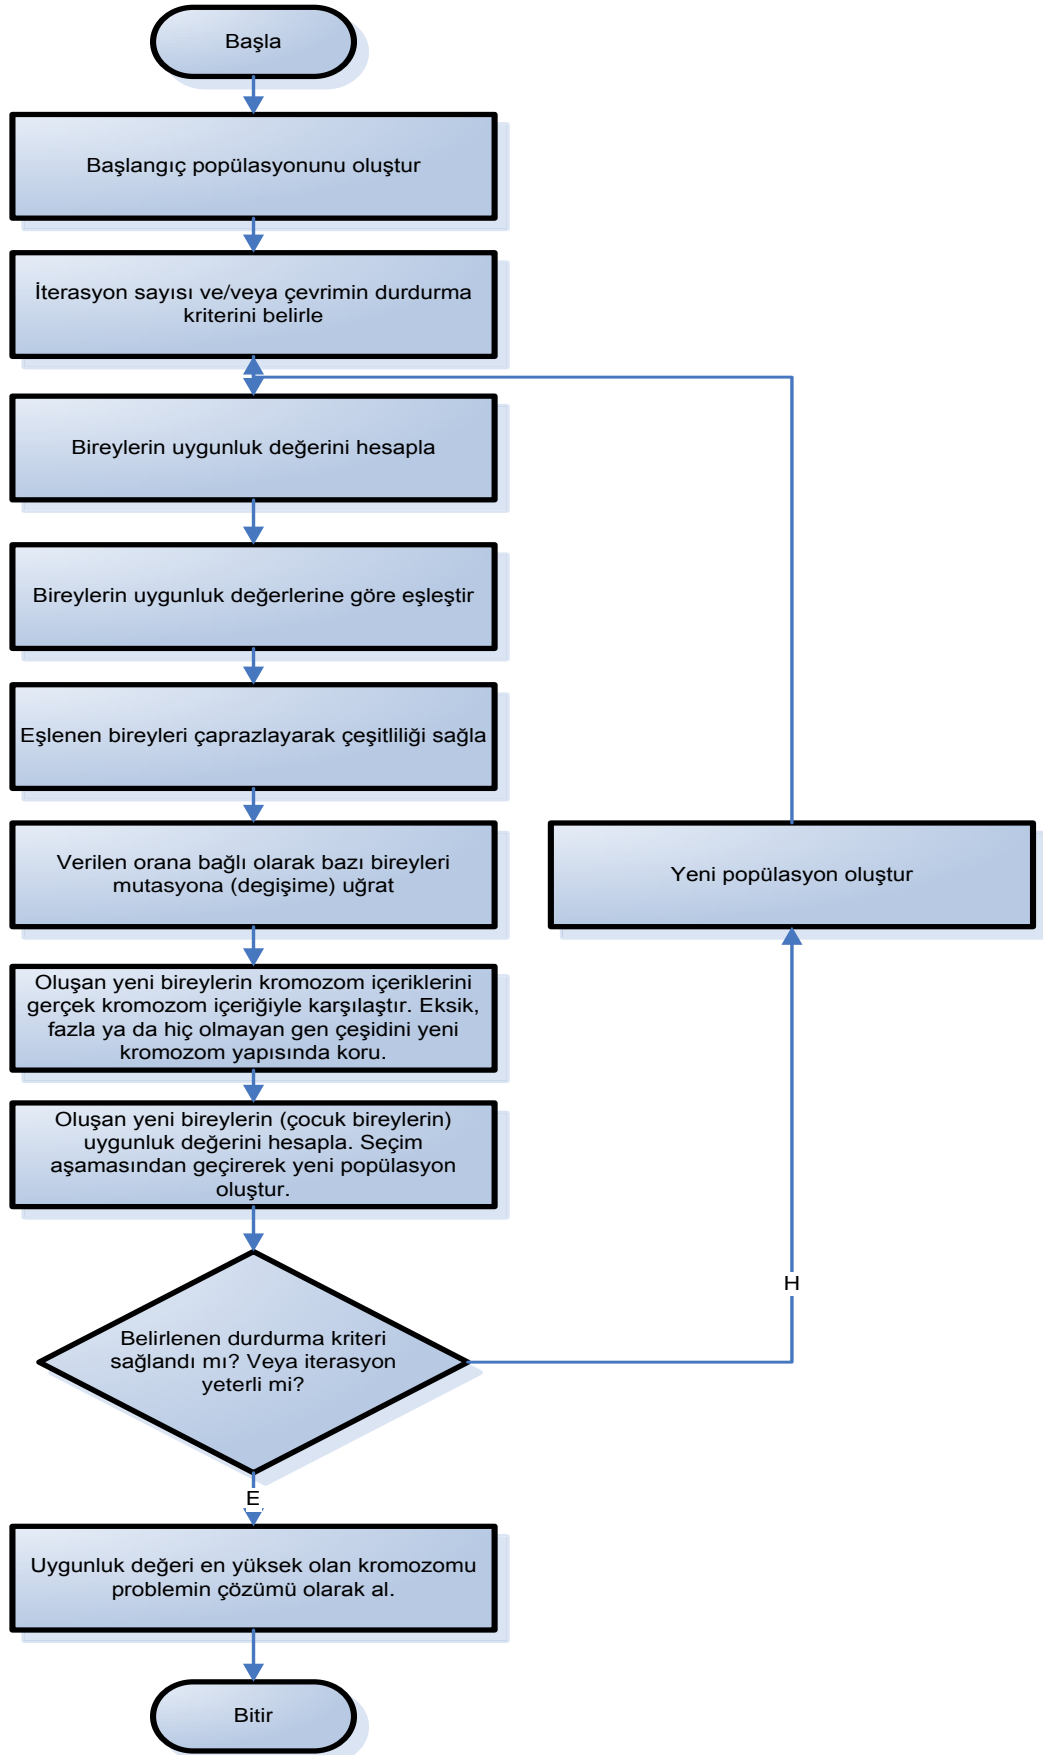 Başla
Başlangıç popülasyonunu oluştur
İterasyon sayısı ve/veya çevrimin durdurma
kriterini belirle
Bireylerin uygunluk değerini hesapla
Bireylerin uygunluk değerlerine göre eşleştir
Eşlenen bireyleri çaprazlayarak çeşitliliği sağla
Verilen orana bağlı olarak bazı bireyleri
mutasyona (degişime) uğrat
Yeni popülasyon oluştur
Oluşan yeni bireylerin kromozom içeriklerini
gerçek kromozom içeriğiyle karşılaştır. Eksik,
fazla ya da hiç olmayan gen çeşidini yeni
kromozom yapısında koru.
Oluşan yeni bireylerin (çocuk bireylerin)
uygunluk değerini hesapla. Seçim
aşamasından geçirerek yeni popülasyon
oluştur.
H
Belirlenen durdurma kriteri
sağlandı mı? Veya iterasyon
yeterli mi?
E
Uygunluk değeri en yüksek olan kromozomu
problemin çözümü olarak al.
Bitir